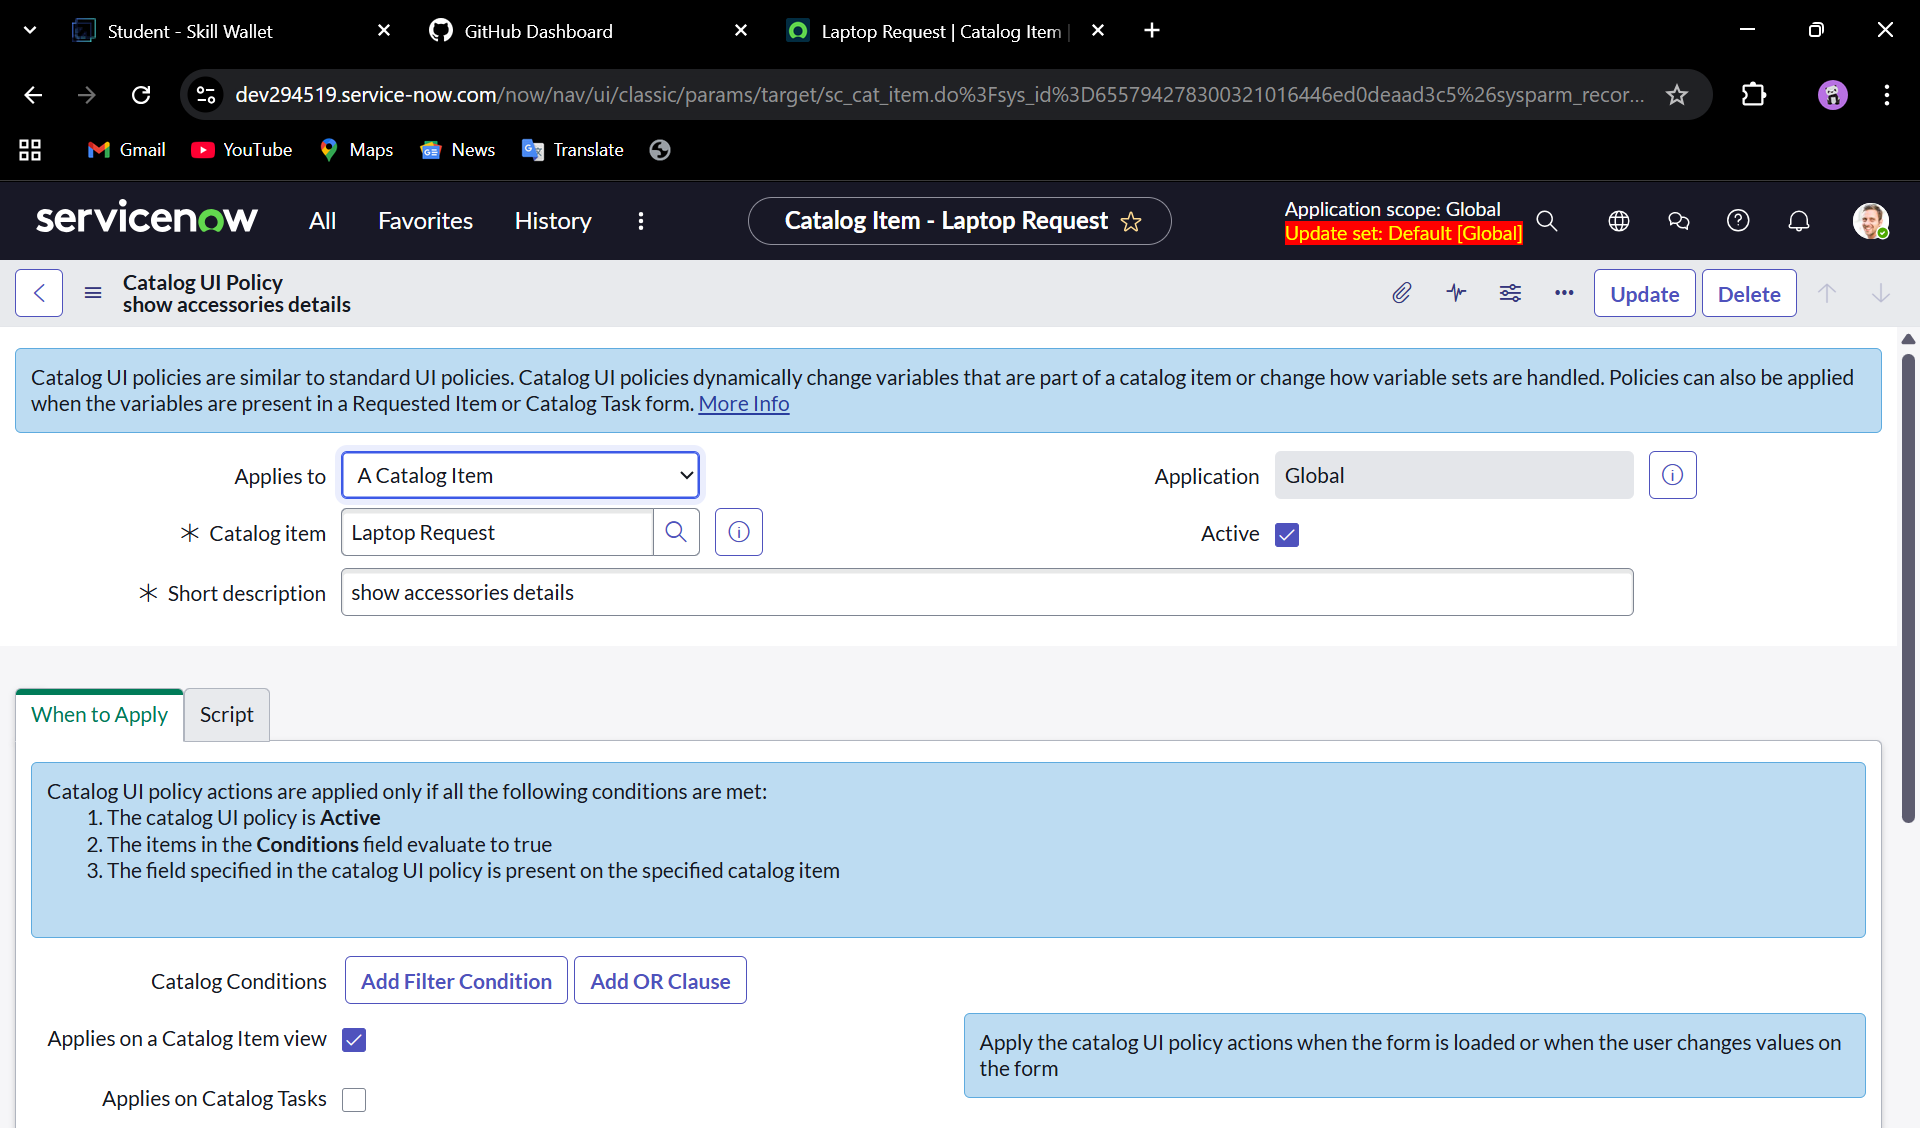 Student - Skill Wallet
GitHub Dashboard
Laptop Request | Catalog Item |
dev294519.service-now.com/now/nav/ui/classic/params/target/sc_cat_item.do%3Fsys_id%3D655794278300321016446ed0deaad3c5%26sysparm_recor...
Gmail
YouTube
Maps
News
Translate
servicenow
All
Favorites
History
Catalog Item - Laptop Request
Application scope: Global
Update set: Default [Global]
Catalog UI Policy
show accessories details
Update
Delete
Catalog UI policies are similar to standard UI policies. Catalog UI policies dynamically change variables that are part of a catalog item or change how variable sets are handled. Policies can also be applied
when the variables are present in a Requested Item or Catalog Task form. More Info
Applies to
A Catalog Item
Application
Global
Catalog item
Laptop Request
Active
Short description
show accessories details
When to Apply
Script
Catalog UI policy actions are applied only if all the following conditions are met:
1. The catalog UI policy is Active
2. The items in the Conditions field evaluate to true
3. The field specified in the catalog UI policy is present on the specified catalog item
Catalog Conditions
Add Filter Condition
Add OR Clause
Applies on a Catalog Item view
Apply the catalog UI policy actions when the form is loaded or when the user changes values on
the form
Applies on Catalog Tasks